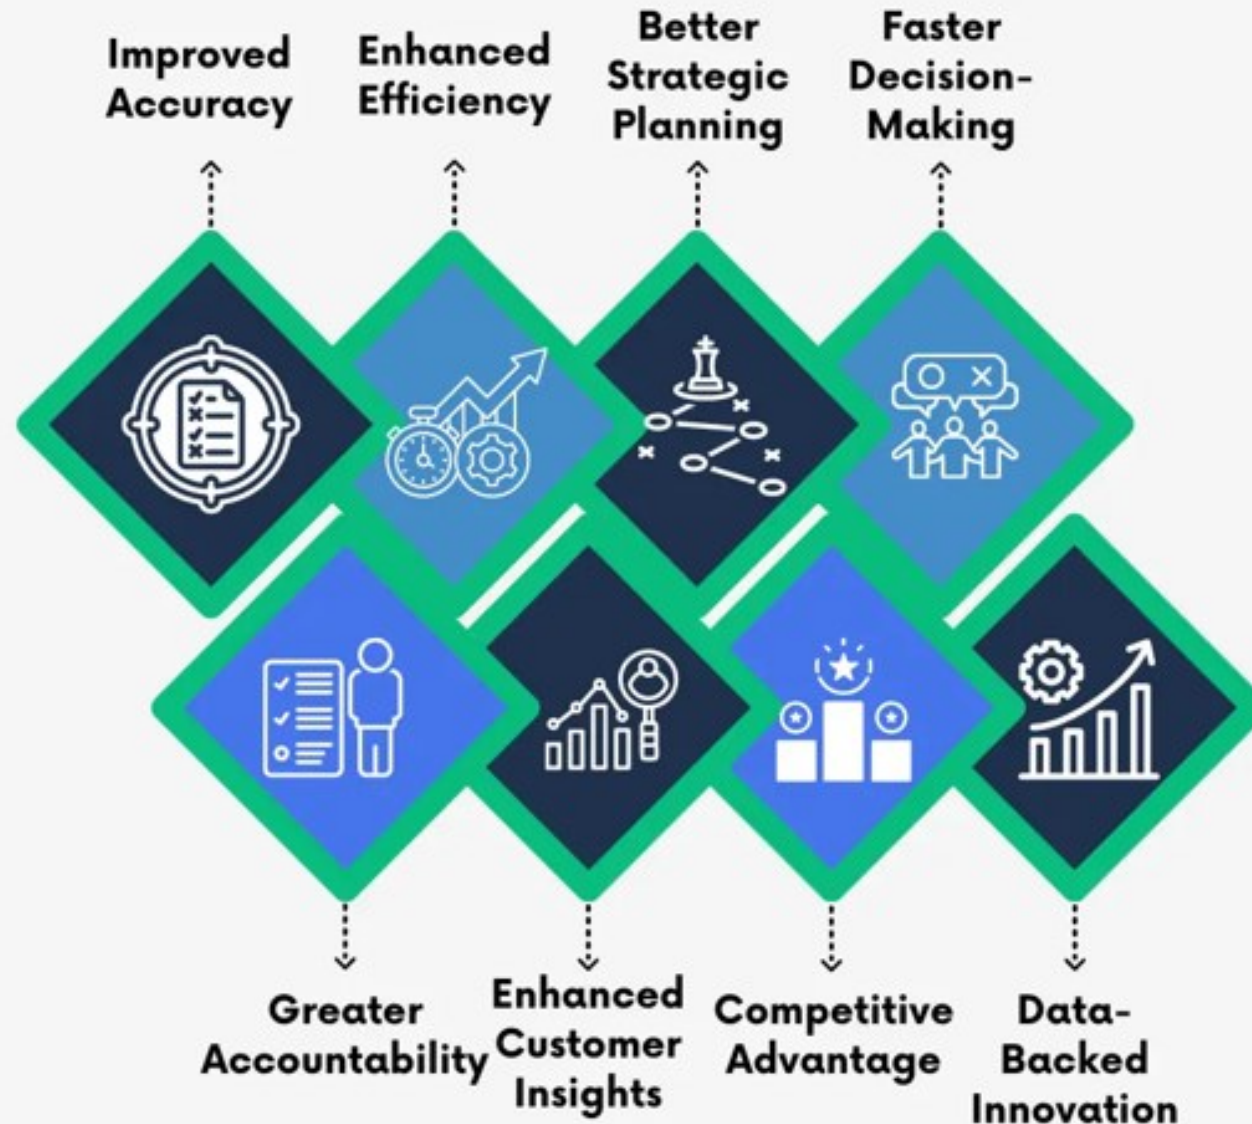 Improved
Accuracy
Enhanced
Efficiency
Better
Strategic
Planning
Faster
Decision-
Making
Greater
Accountability
Enhanced
Customer
Insights
Competitive
Advantage
Data-
Backed
Innovation